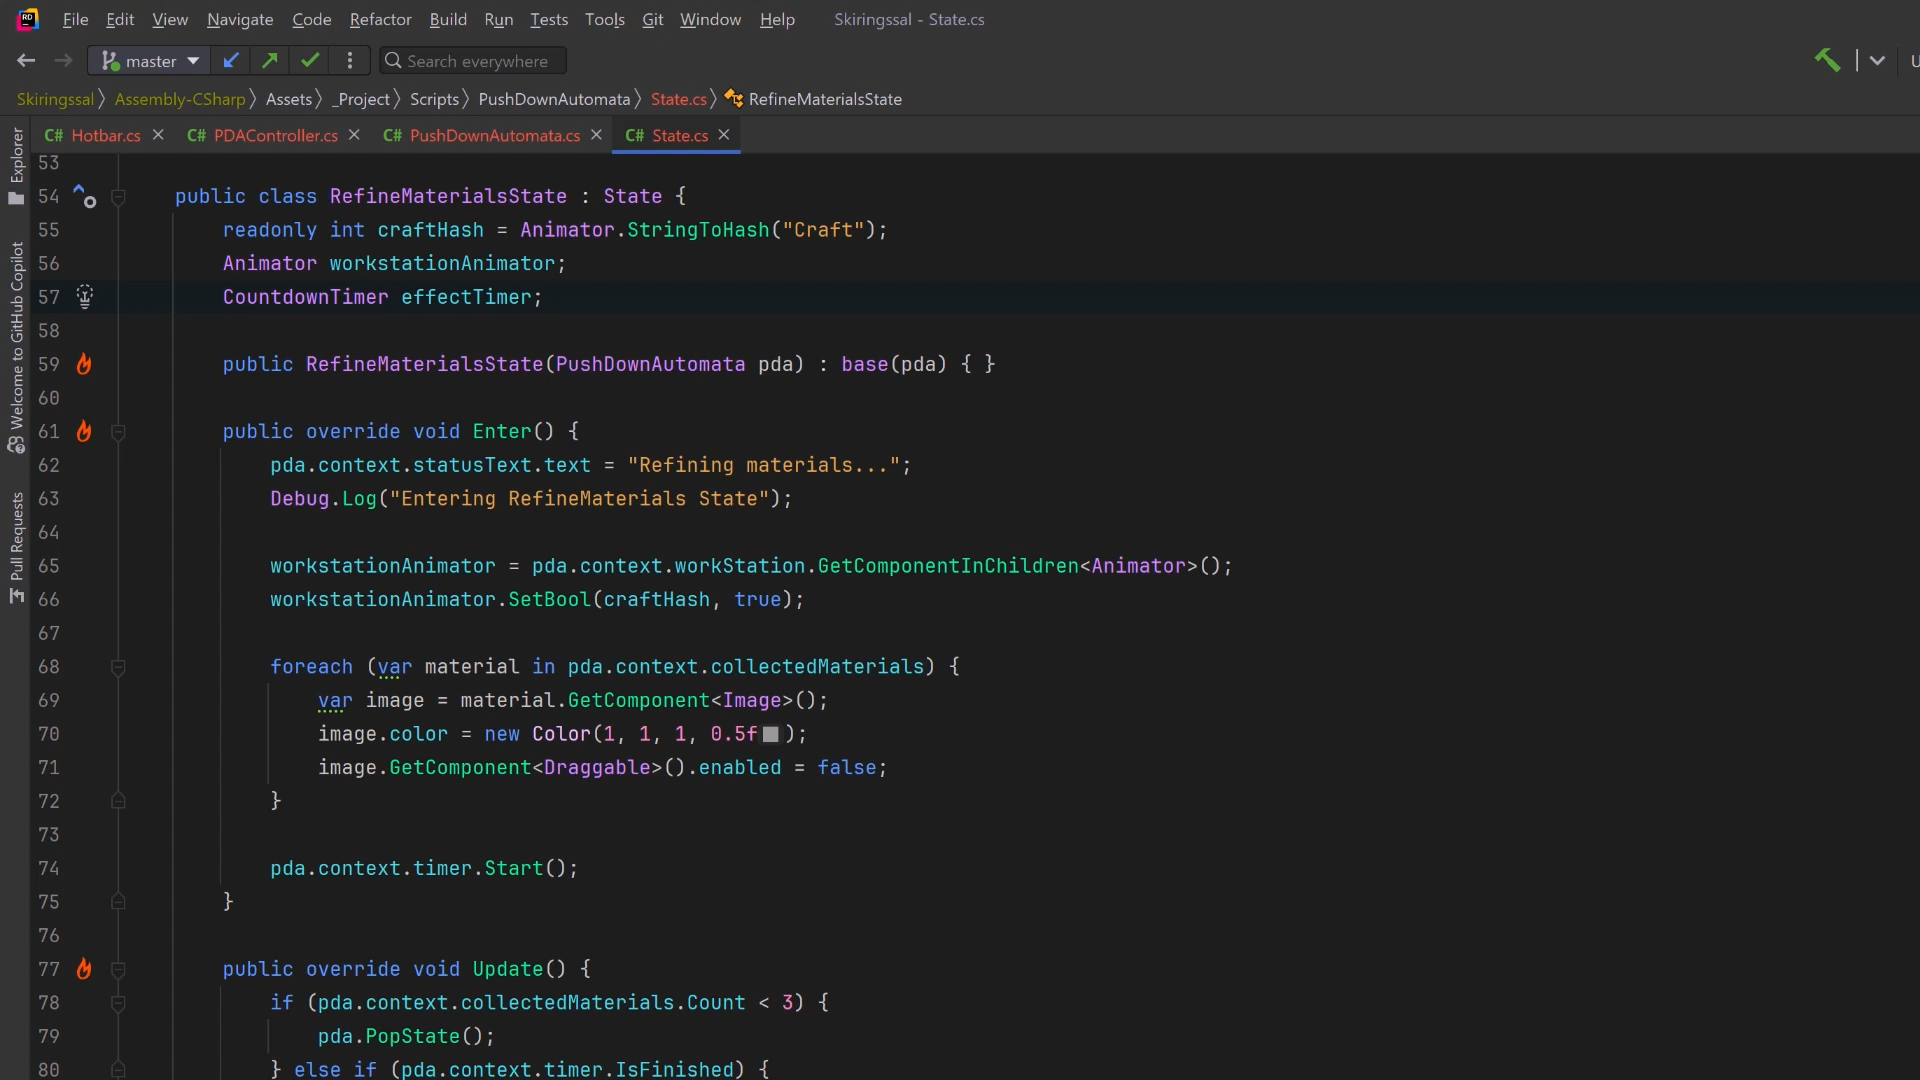 File Edit View Navigate Code Refactor Build Run Tests Tools Git Window Help Skiringssal - State.cs
master Search everywhere U
Skiringssal Assembly-CSharp Assets _Project Scripts PushDownAutomata State.cs RefineMaterialsState
C# Hotbar.cs C# PDAController.cs C# PushDownAutomata.cs C# State.cs
Explorer
Welcome to GitHub Copilot
Pull Requests
53
54 public class RefineMaterialsState : State {
55 readonly int craftHash = Animator.StringToHash("Craft");
56 Animator workstationAnimator;
57 CountdownTimer effectTimer;
58
59 public RefineMaterialsState(PushDownAutomata pda) : base(pda) { }
60
61 public override void Enter() {
62 pda.context.statusText.text = "Refining materials...";
63 Debug.Log("Entering RefineMaterials State");
64
65 workstationAnimator = pda.context.workStation.GetComponentInChildren<Animator>();
66 workstationAnimator.SetBool(craftHash, true);
67
68 foreach (var material in pda.context.collectedMaterials) {
69 var image = material.GetComponent<Image>();
70 image.color = new Color(1, 1, 1, 0.5f);
71 image.GetComponent<Draggable>().enabled = false;
72 }
73
74 pda.context.timer.Start();
75 }
76
77 public override void Update() {
78 if (pda.context.collectedMaterials.Count < 3) {
79 pda.PopState();
80 } else if (pda.context.timer.IsFinished) {